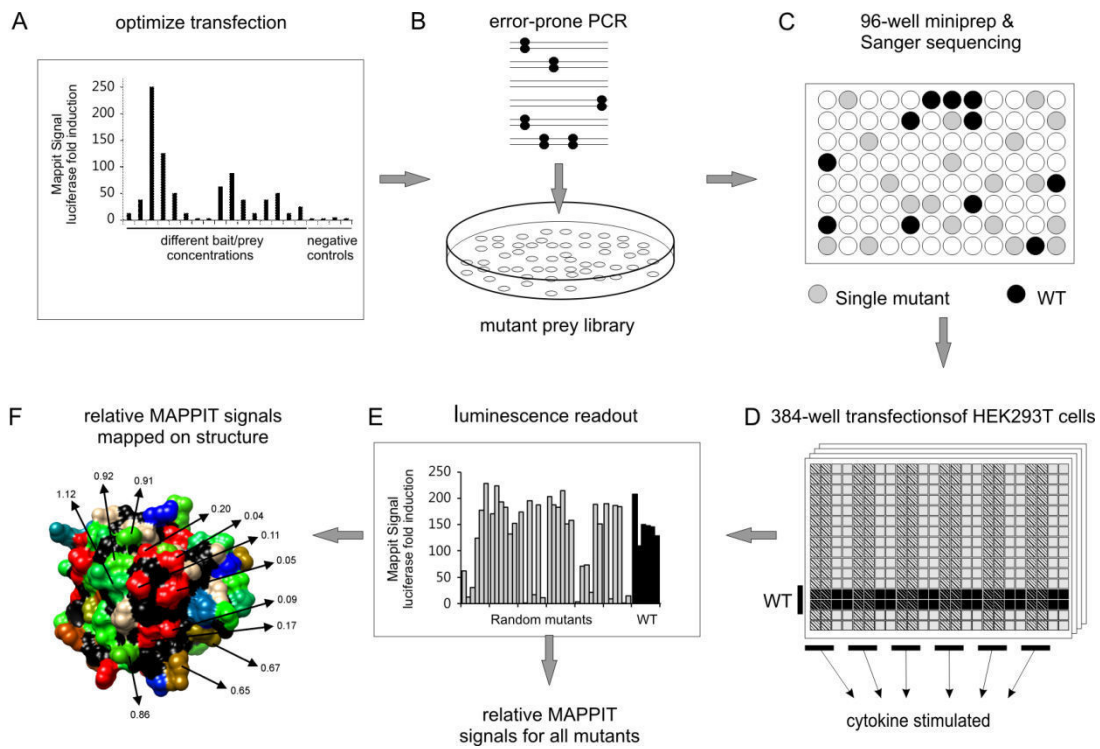 A
optimize transfection
Mappit Signal
luciferase fold induction
250
200
150
100
50
0
different bait/prey
concentrations
negative
controls
B
error-prone PCR
mutant prey library
C
96-well miniprep &
Sanger sequencing
Single mutant
WT
D
384-well transfectionsof HEK293T cells
WT
cytokine stimulated
E
luminescence readout
Mappit Signal
luciferase fold induction
250
200
150
100
50
0
Random mutants
WT
relative MAPPIT
signals for all mutants
F
relative MAPPIT signals
mapped on structure
1.12
0.92
0.91
0.20
0.04
0.11
0.05
0.09
0.17
0.67
0.65
0.86